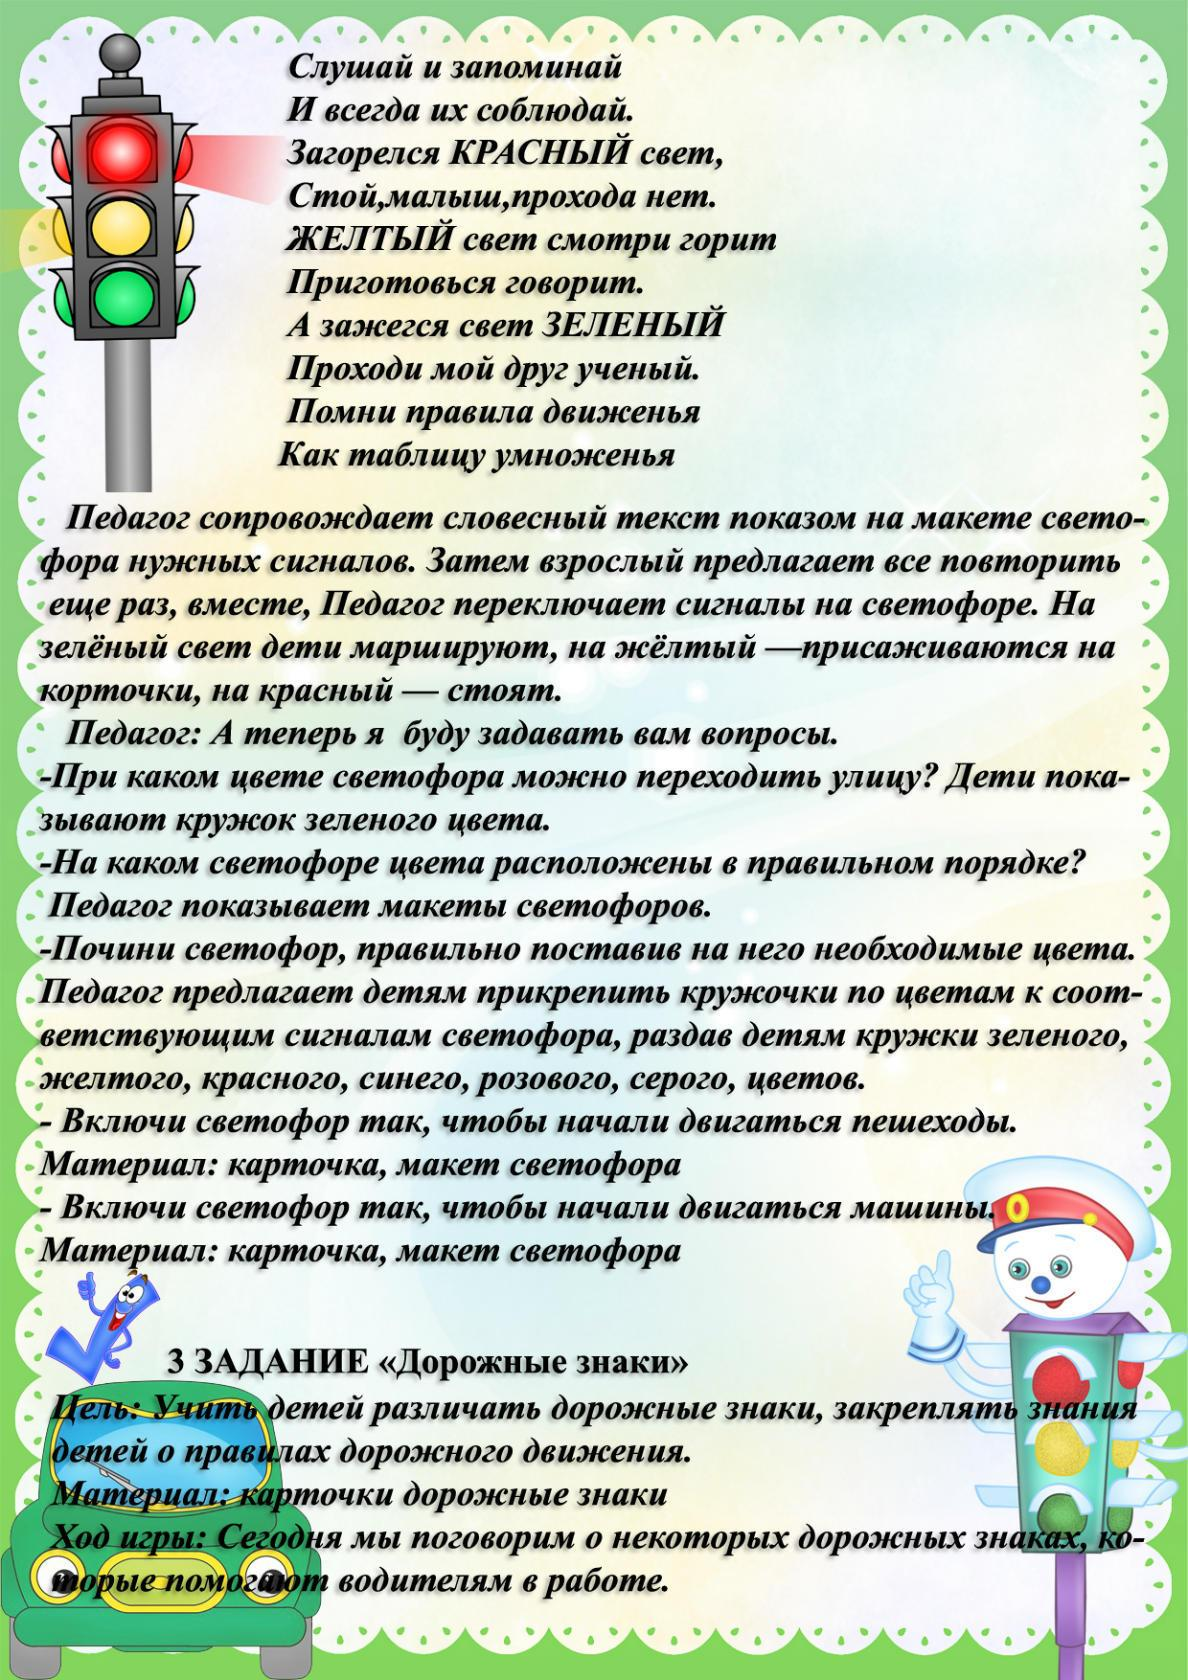 Слушай и запоминай
И всегда их соблюдай.
Загорелся КРАСНЫЙ свет,
Стой,малыш,прохода нет.
ЖЕЛТЫЙ свет смотри горит
Приготовься говорит.
А зажегся свет ЗЕЛЕНЫЙ
Проходи мой друг ученый.
Помни правила движенья
Как таблицу умноженья
Педагог сопровождает словесный текст показом на макете свето-
фора нужных сигналов. Затем взрослый предлагает все повторить
еще раз, вместе, Педагог переключает сигналы на светофоре. На
зелёный свет дети маршируют, на жёлтый —присаживаются на
корточки, на красный — стоят.
Педагог: А теперь я буду задавать вам вопросы.
-При каком цвете светофора можно переходить улицу? Дети пока-
зывают кружок зеленого цвета.
-На каком светофоре цвета расположены в правильном порядке?
Педагог показывает макеты светофоров.
-Почини светофор, правильно поставив на него необходимые цвета.
Педагог предлагает детям прикрепить кружочки по цветам к соот-
ветствующим сигналам светофора, раздав детям кружки зеленого,
желтого, красного, синего, розового, серого, цветов.
- Включи светофор так, чтобы начали двигаться пешеходы.
Материал: карточка, макет светофора
- Включи светофор так, чтобы начали двигаться машины.
Материал: карточка, макет светофора
3 ЗАДАНИЕ «Дорожные знаки»
Цель: Учить детей различать дорожные знаки, закреплять знания
детей о правилах дорожного движения.
Материал: карточки дорожные знаки
Ход игры: Сегодня мы поговорим о некоторых дорожных знаках, ко-
торые помогают водителям в работе.